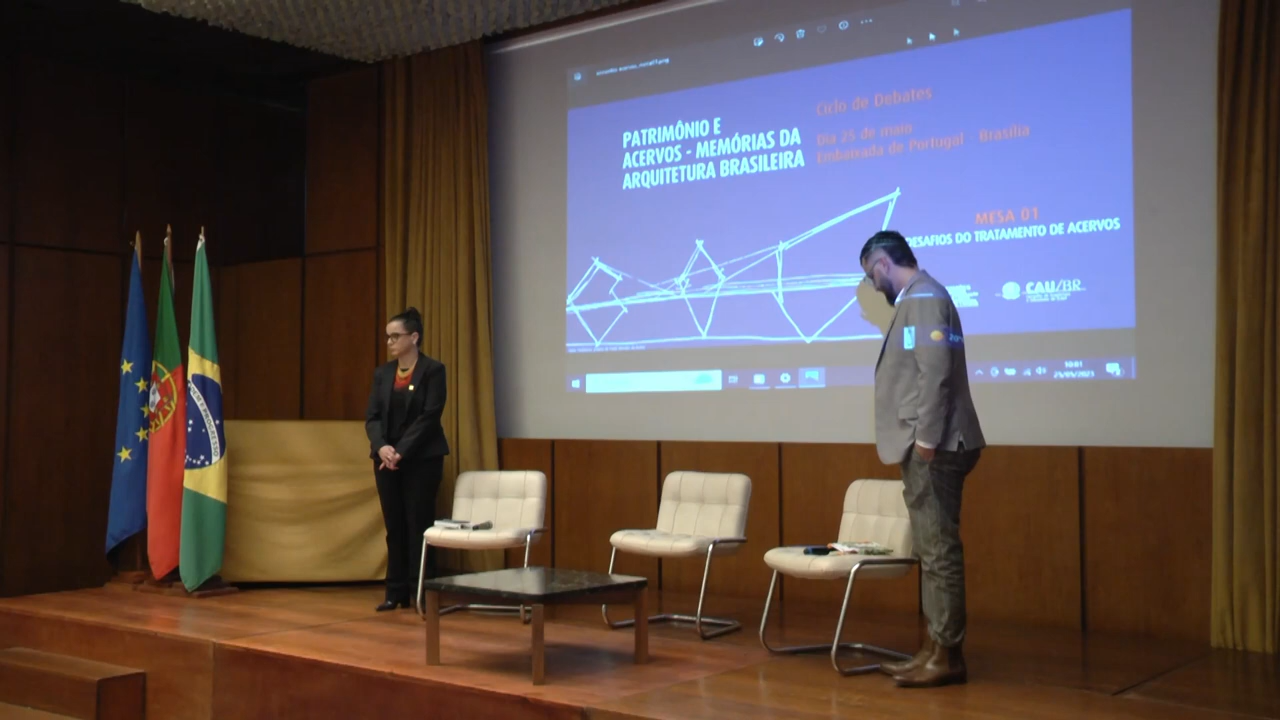 PATRIMÔNIO E
ACERVOS - MEMÓRIAS DA
ARQUITETURA BRASILEIRA
Ciclo de Debates
Dia 25 de maio
Embaixada de Portugal - Brasília
MESA 01
DESAFIOS DO TRATAMENTO DE ACERVOS
CAU/BR
10:01
25/05/2023